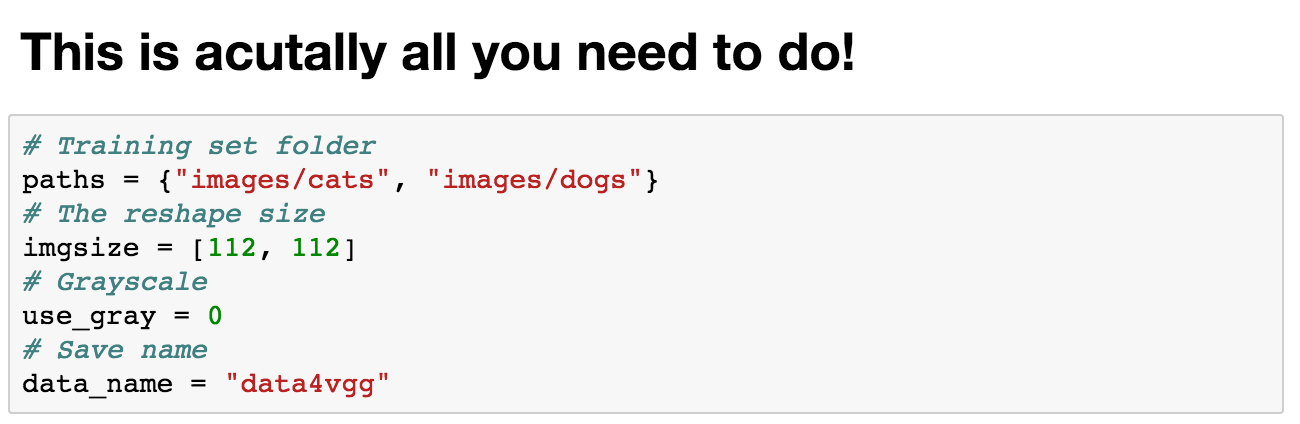 This is acutally all you need to do!
# Training set folder
paths = {"images/cats", "images/dogs"}
# The reshape size
imgsize = [112, 112]
# Grayscale
use_gray = 0
# Save name
data_name = "data4vgg"